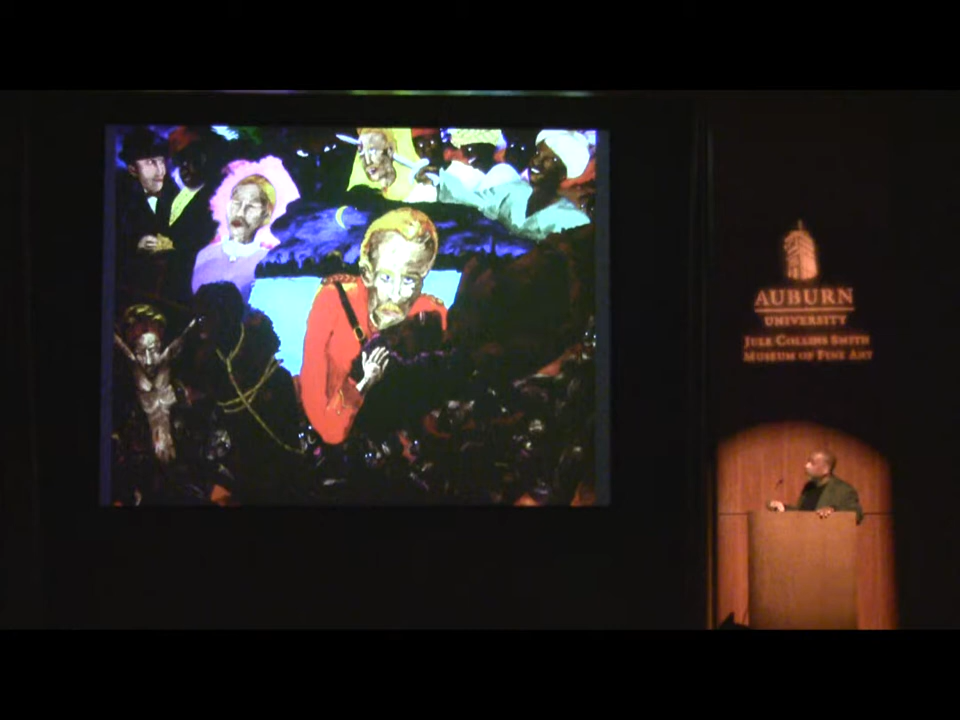 AUBURN
UNIVERSITY
JULE COLLINS SMITH
MUSEUM OF FINE ART